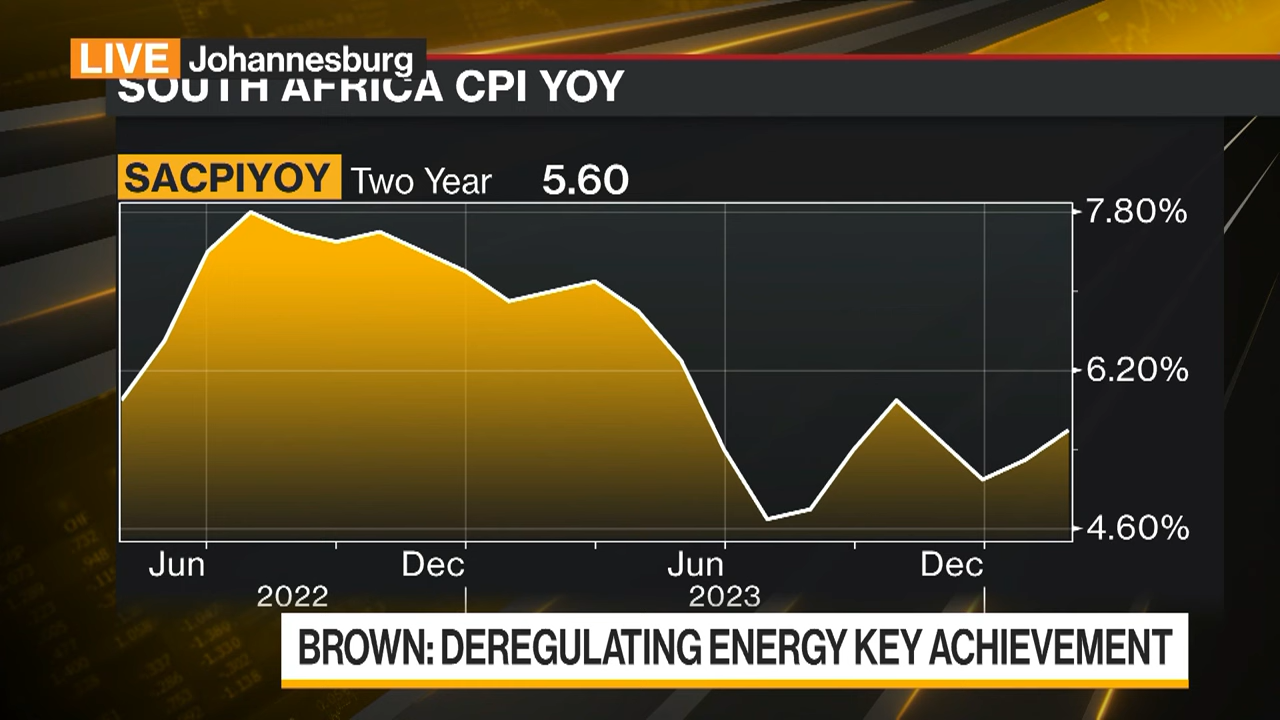 LIVE Johannesburg
SOUTH AFRICA CPI YOY
SACPIYOY Two Year 5.60
7.80%
6.20%
4.60%
Jun Dec Jun Dec
2022 2023
BROWN: DEREGULATING ENERGY KEY ACHIEVEMENT